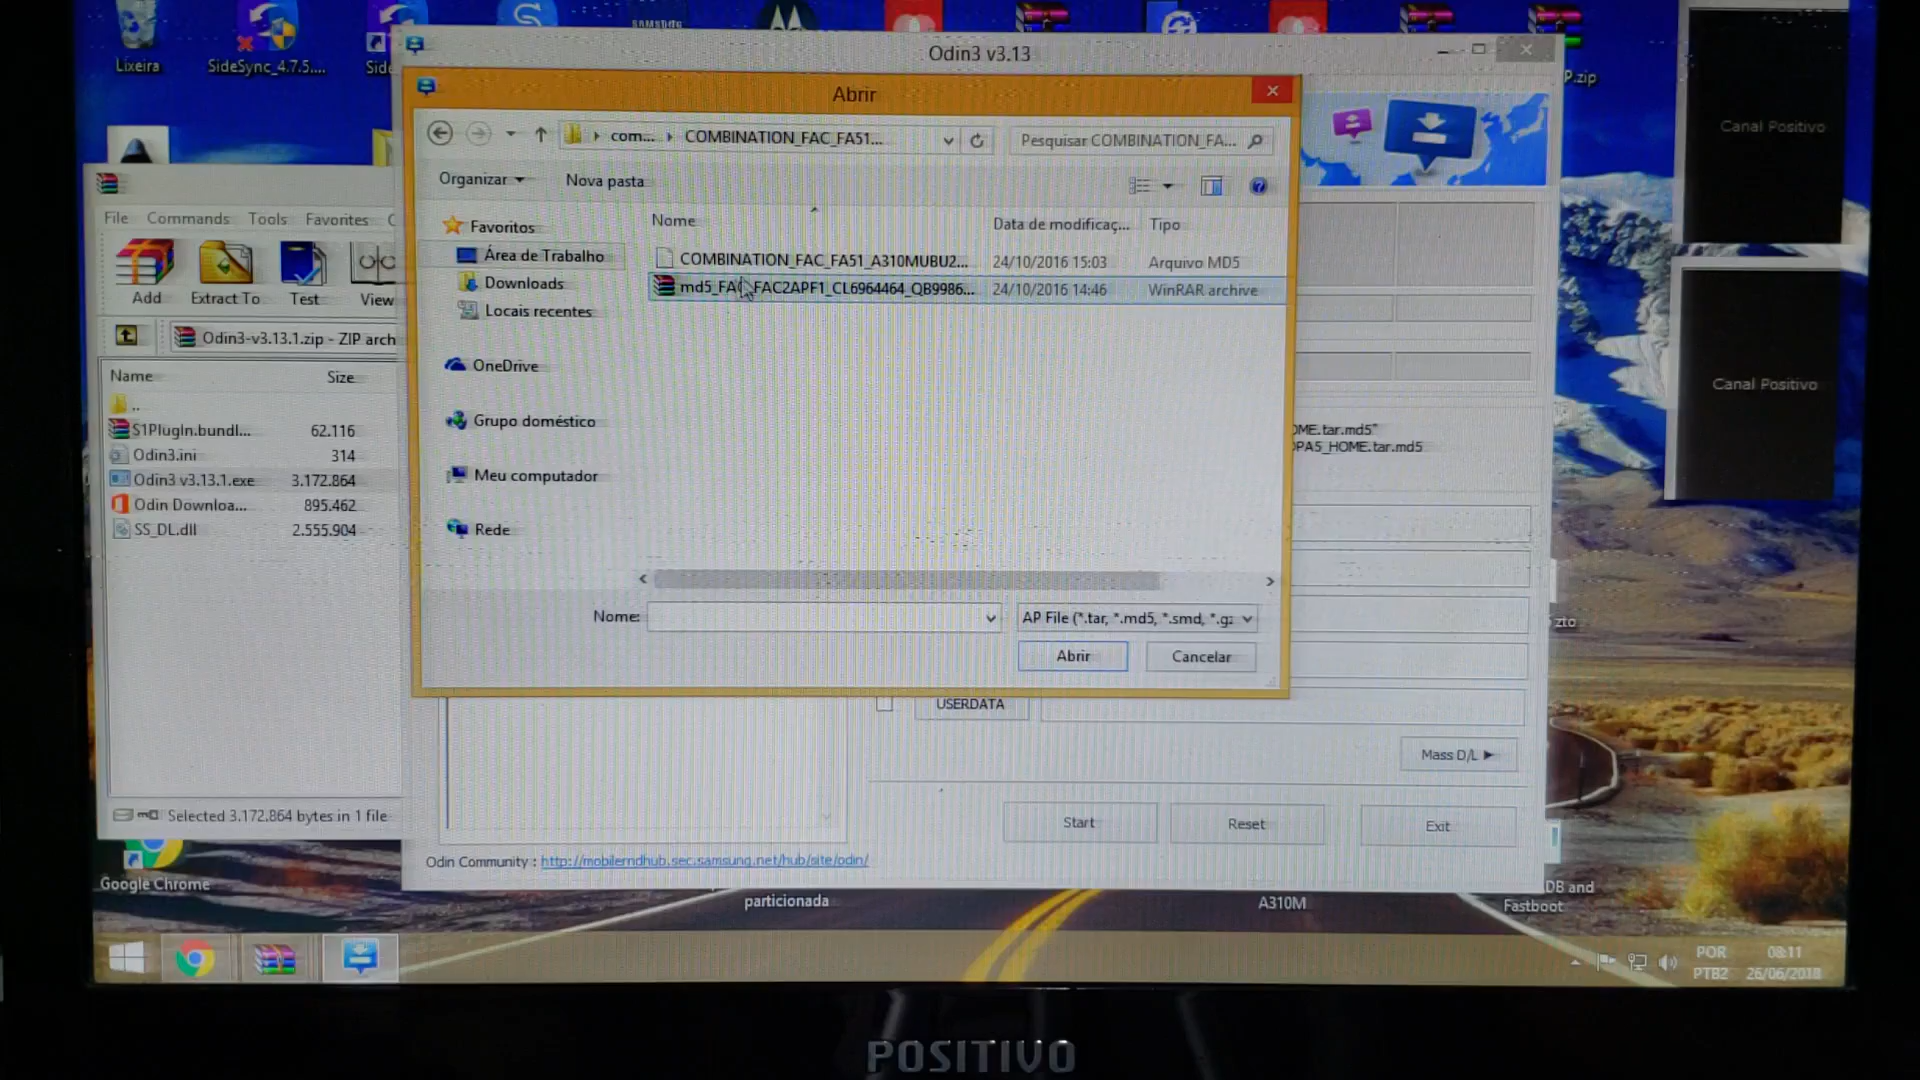 Lixeira
SideSync_4.7.5....
Side
SAMSUNG
P.zip
Odin3 v3.13
Abrir
com...
COMBINATION_FAC_FA51...
Pesquisar COMBINATION_FA...
Organizar
Nova pasta
Nome
Data de modificaç...
Tipo
Favoritos
Área de Trabalho
Downloads
Locais recentes
OneDrive
Grupo doméstico
Meu computador
Rede
COMBINATION_FAC_FA51_A310MUBU2...
24/10/2016 15:03
Arquivo MD5
24/10/2016 14:46
WinRAR archive
Nome:
AP File (*.tar, *.md5, *.smd, *.gz
Abrir
Cancelar
File
Commands
Tools
Favorites
Add
Extract To
Test
View
Odin3-v3.13.1.zip - ZIP arch
Name
Size
..
S1PlugIn.bundl...
62.116
Odin3.ini
314
Odin3 v3.13.1.exe
3.172.864
Odin Downloa...
895.462
SS_DL.dll
2.555.904
Selected 3.172.864 bytes in 1 file
OME.tar.md5"
DPA5_HOME.tar.md5
USERDATA
Mass D/L
Start
Reset
Exit
Odin Community : http://mobilerndhub.sec.samsung.net/hub/site/odin/
Canal Positivo
Canal Positivo
zto
Google Chrome
particionada
A310M
DB and
Fastboot
POR
PTB2
08:11
26/06/2018
POSITIVO